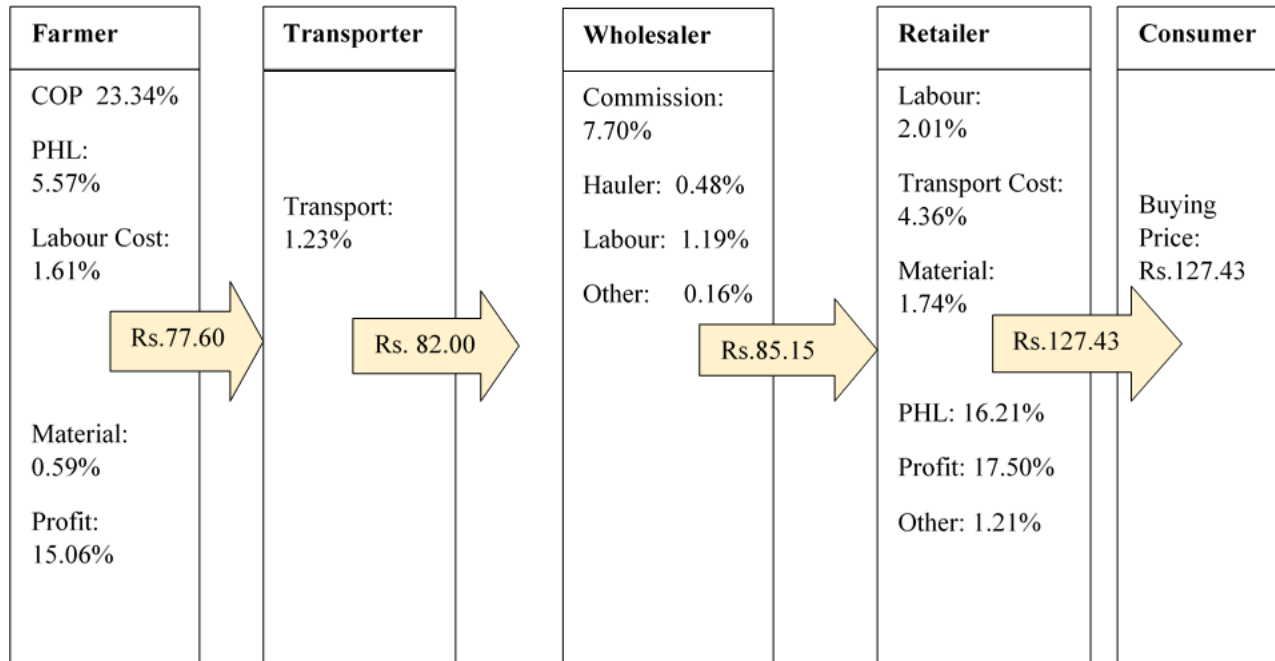 Farmer
COP 23.34%
PHL:
5.57%
Labour Cost:
1.61%
Rs.77.60
Material:
0.59%
Profit:
15.06%
Transporter
Transport:
1.23%
Rs. 82.00
Wholesaler
Commission:
7.70%
Hauler: 0.48%
Labour: 1.19%
Other: 0.16%
Rs.85.15
Retailer
Labour:
2.01%
Transport Cost:
4.36%
Material:
1.74%
Rs.127.43
PHL: 16.21%
Profit: 17.50%
Other: 1.21%
Consumer
Buying
Price:
Rs.127.43